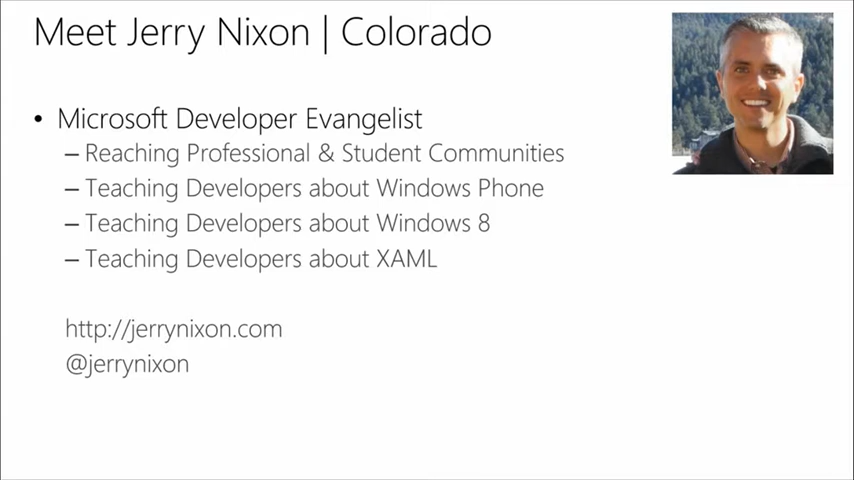 Meet Jerry Nixon | Colorado
• Microsoft Developer Evangelist
– Reaching Professional & Student Communities
– Teaching Developers about Windows Phone
– Teaching Developers about Windows 8
– Teaching Developers about XAML
http://jerrynixon.com
@jerrynixon